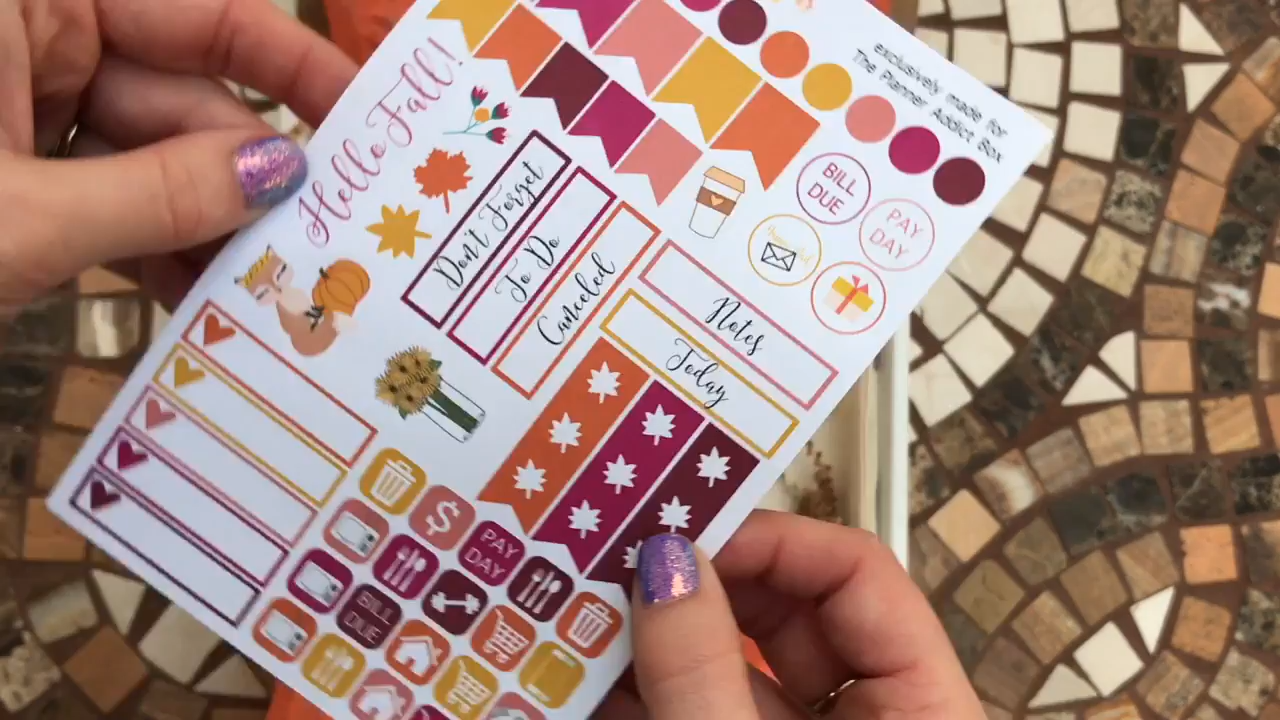 exclusively made for
The Planner Addict Box
Hello Fall!
Don't Forget
To Do
Canceled
Notes
Today
BILL
DUE
PAY
DAY
$
PAY
DAY
BILL
DUE